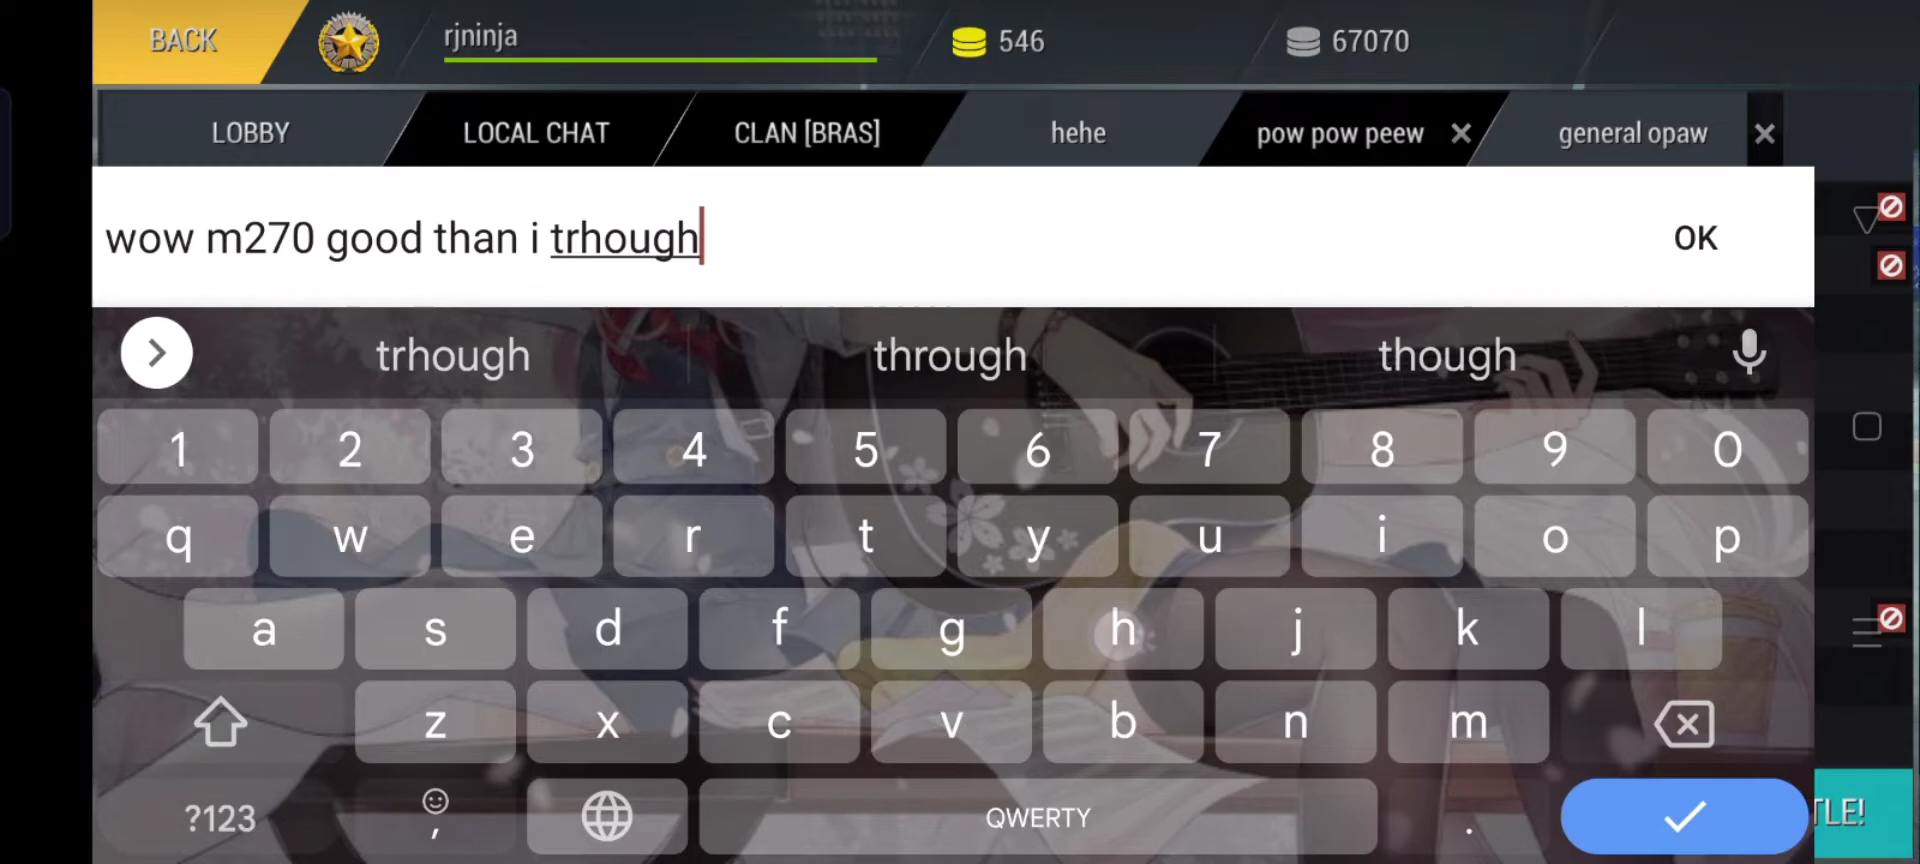 BACK
rjninja
546
67070
LOBBY
LOCAL CHAT
CLAN [BRAS]
hehe
pow pow peew
general opaw
wow m270 good than i trhough
OK
trhough
through
though
1 2 3 4 5 6 7 8 9 0
q w e r t y u i o p
a s d f g h j k l
z x c v b n m
?123
,
QWERTY
.
TLE!